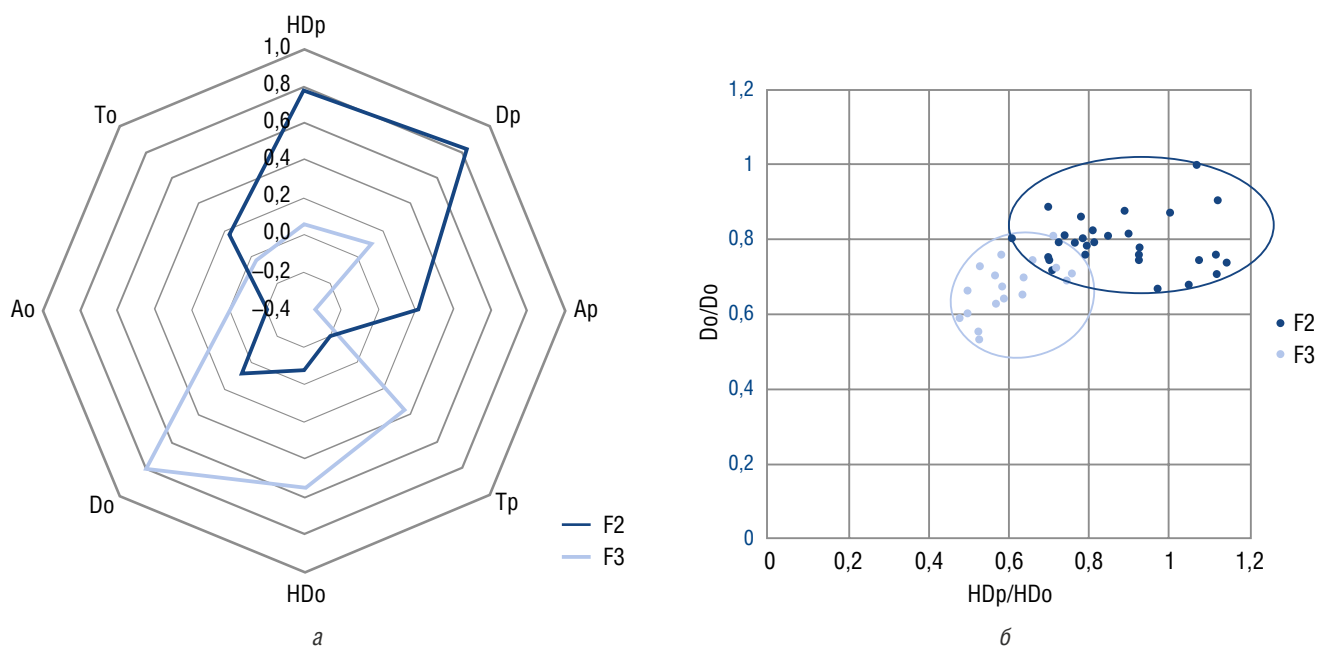 HDp
1,0
0,8
0,6
0,4
0,2
0,0
–0,2
–0,4
Dp
Ap
Tp
HDo
Do
Ao
To
F2
F3
а
1,2
1
0,8
0,6
0,4
0,2
0
0 0,2 0,4 0,6 0,8 1 1,2
Do/Do
HDp/HDo
F2
F3
б